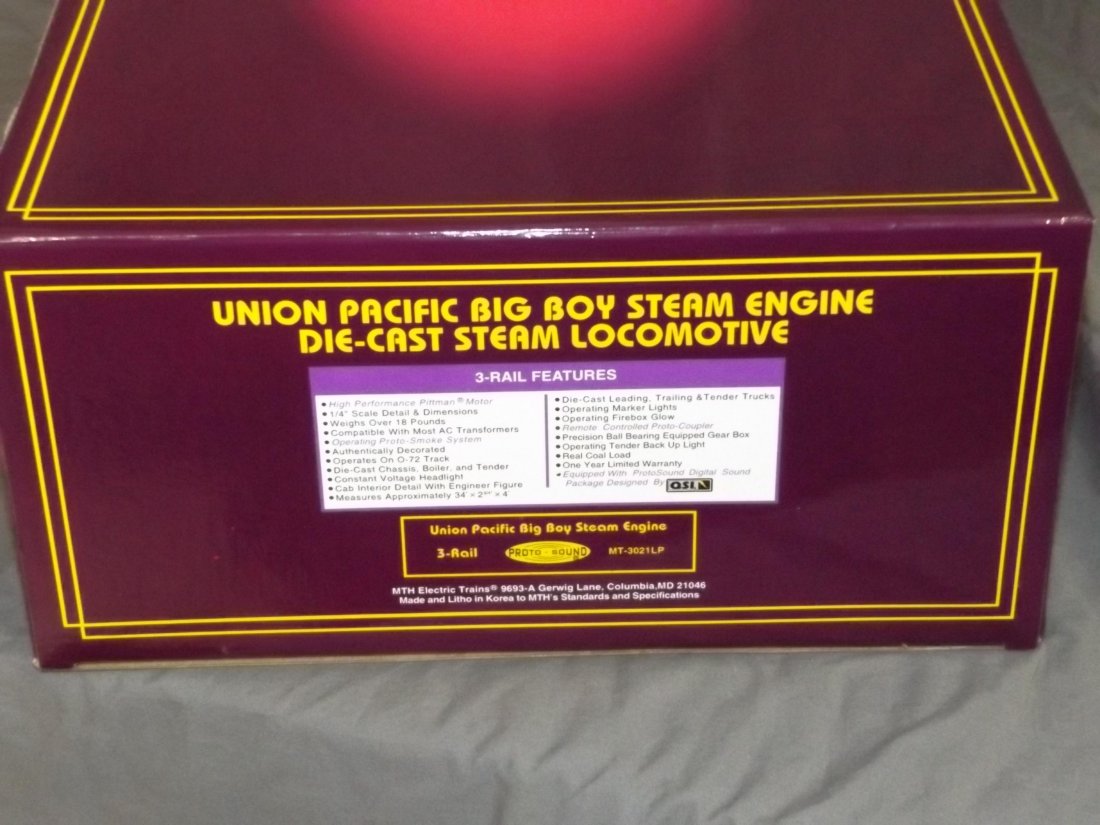 UNION PACIFIC BIG BOY STEAM ENGINE
DIE-CAST STEAM LOCOMOTIVE
3-RAIL FEATURES
• High Performance Pittman® Motor
• 1/4" Scale Detail & Dimensions
• Weighs Over 18 Pounds
• Compatible With Most AC Transformers
• Operating Proto-Smoke System
• Authentically Decorated
• Operates On O-72 Track
• Die-Cast Chassis, Boiler, and Tender
• Constant Voltage Headlight
• Cab Interior Detail With Engineer Figure
• Measures Approximately 34" × 2 × 4"
• Die-Cast Leading, Trailing &Tender Trucks
• Operating Marker Lights
• Operating Firebox Glow
• Remote Controlled Proto-Coupler
• Precision Ball Bearing Equipped Gear Box
• Operating Tender Back Up Light
• Real Coal Load
• One Year Limited Warranty
• Equipped With ProtoSound Digital Sound
Package Designed By QSI
Union Pacific Big Boy Steam Engine
3-Rail PROTO-SOUND MT-3021LP
MTH Electric Trains® 9693-A Gerwig Lane, Columbia,MD 21046
Made and Litho in Korea to MTH's Standards and Specifications